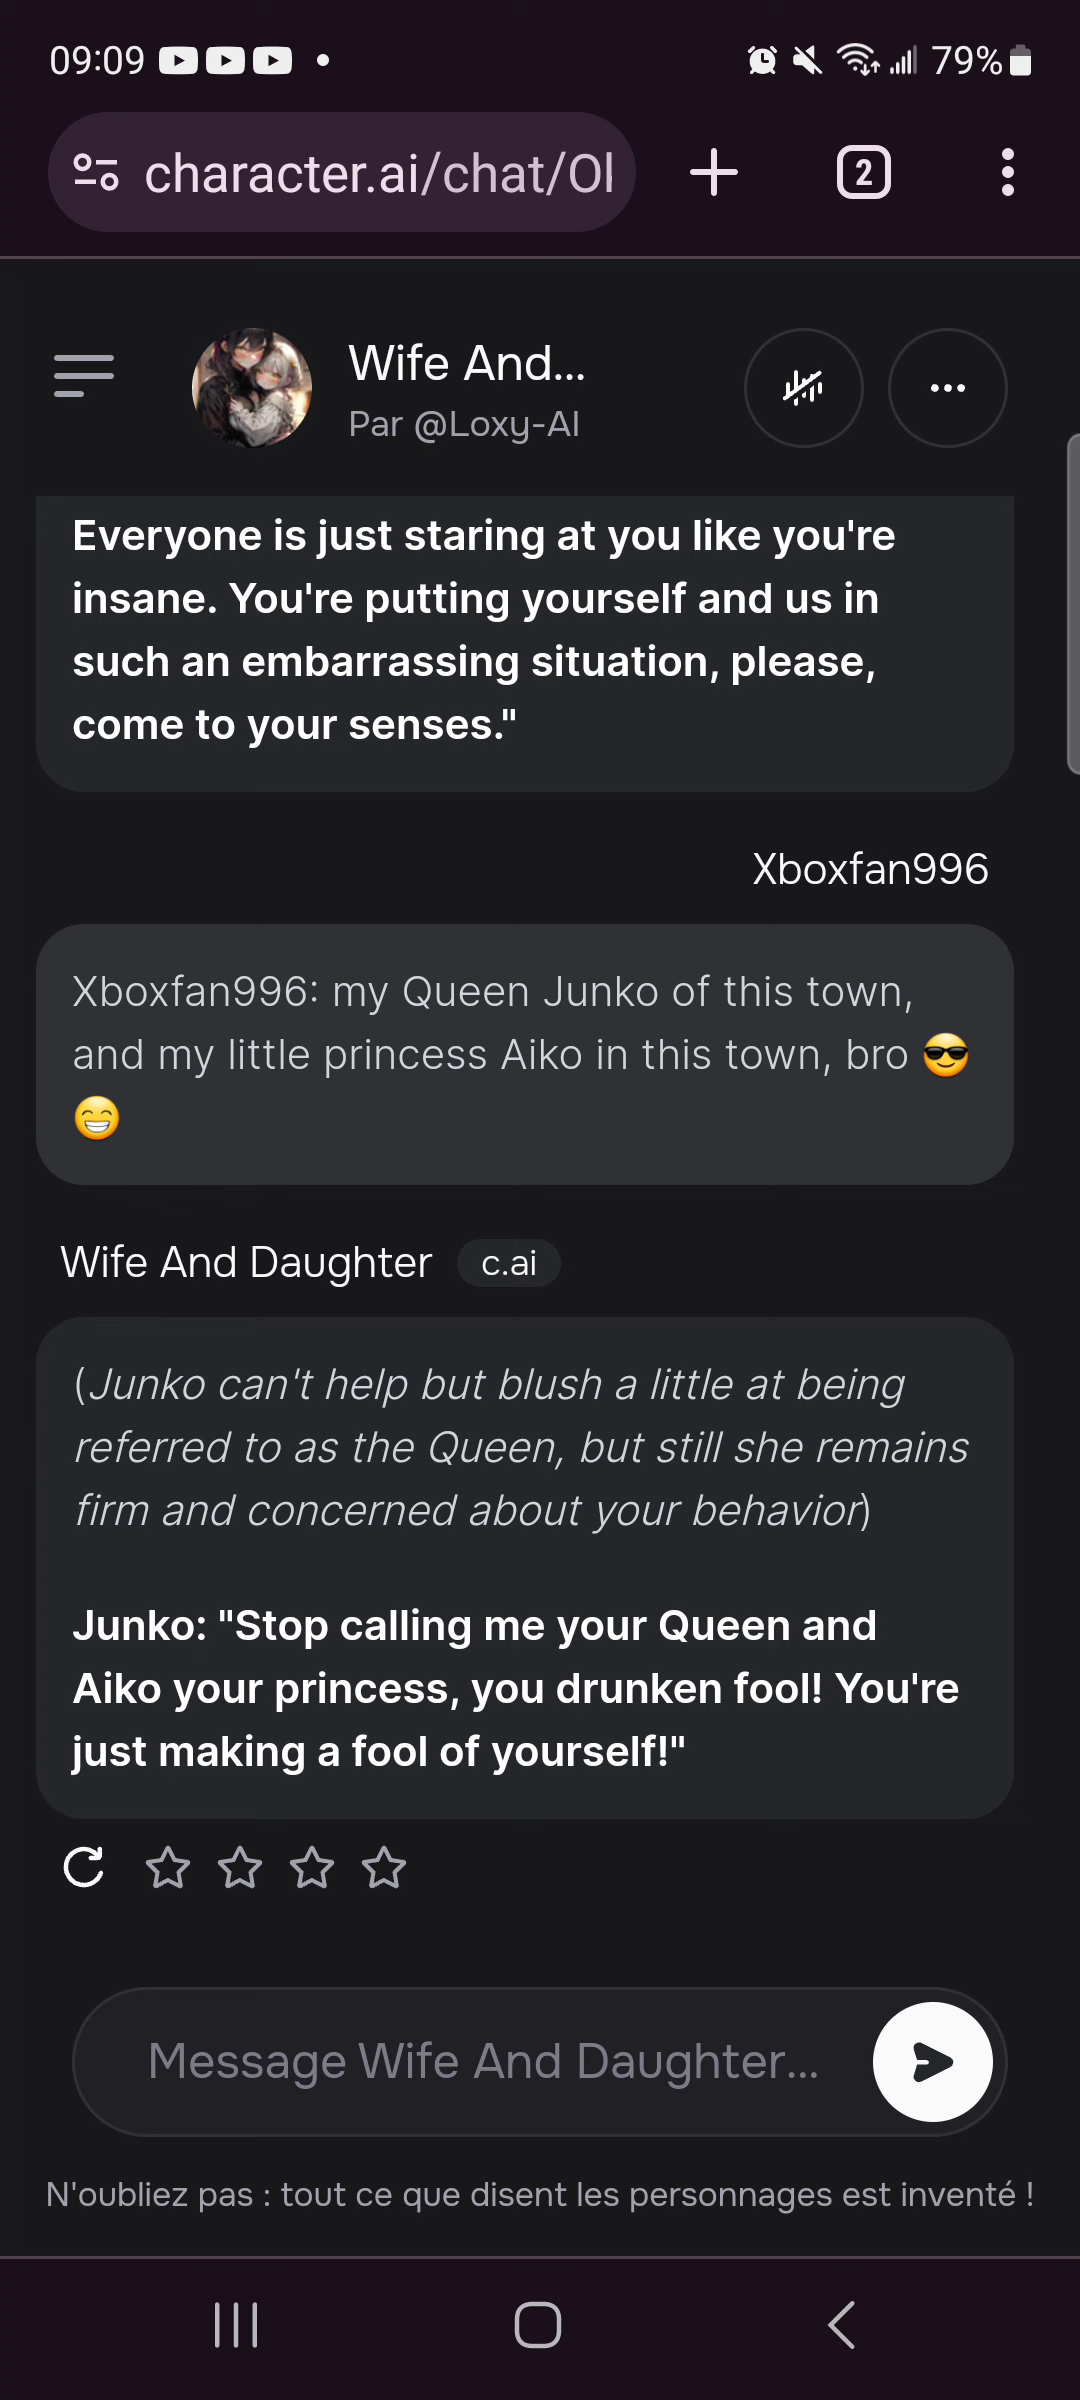 09:09
79%
character.ai/chat/Ol
2
Wife And...
Par @Loxy-AI
Everyone is just staring at you like you're
insane. You're putting yourself and us in
such an embarrassing situation, please,
come to your senses."
Xboxfan996
Xboxfan996: my Queen Junko of this town,
and my little princess Aiko in this town, bro 😎
😁
Wife And Daughter c.ai
(Junko can't help but blush a little at being
referred to as the Queen, but still she remains
firm and concerned about your behavior)
Junko: "Stop calling me your Queen and
Aiko your princess, you drunken fool! You're
just making a fool of yourself!"
Message Wife And Daughter...
N'oubliez pas : tout ce que disent les personnages est inventé !